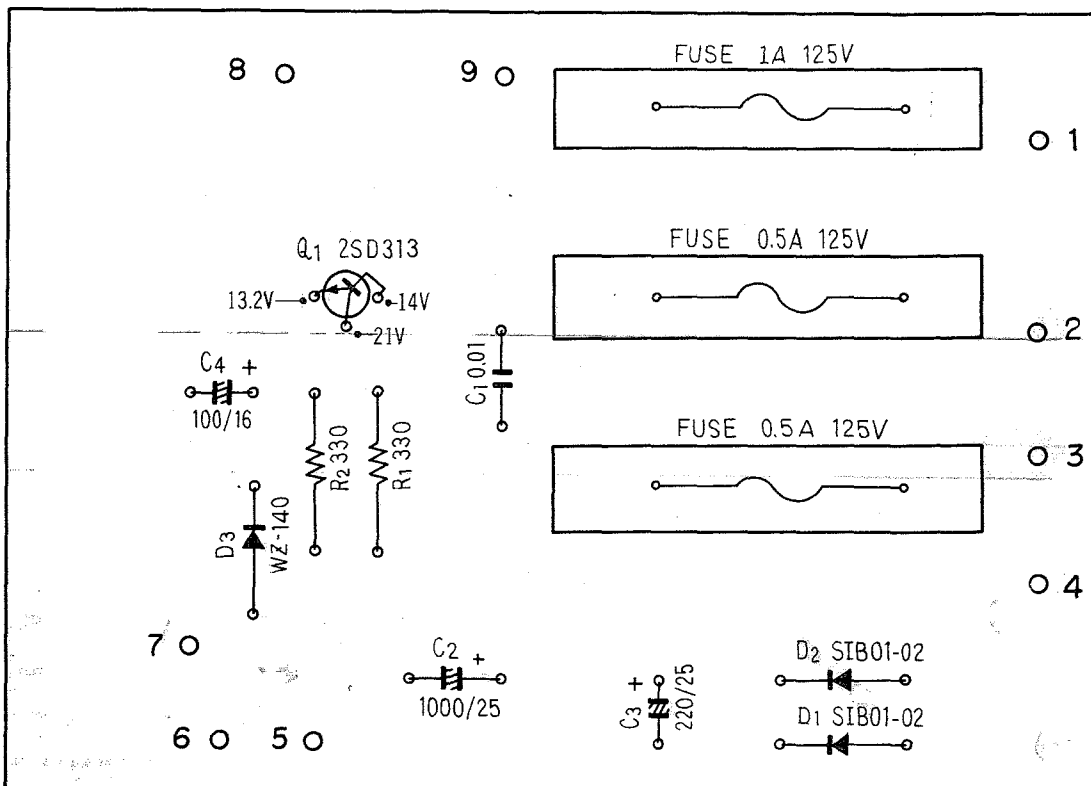 FUSE 1A 125V
8
9
1
Q1 2SD313
FUSE 0.5A 125V
13.2V
14V
21V
2
C4 +
100/16
C1 0.01
R2 330
R1 330
FUSE 0.5A 125V
3
D3
WZ-140
4
7
C2 +
1000/25
C3 +
220/25
D2 SIB01-02
D1 SIB01-02
6
5